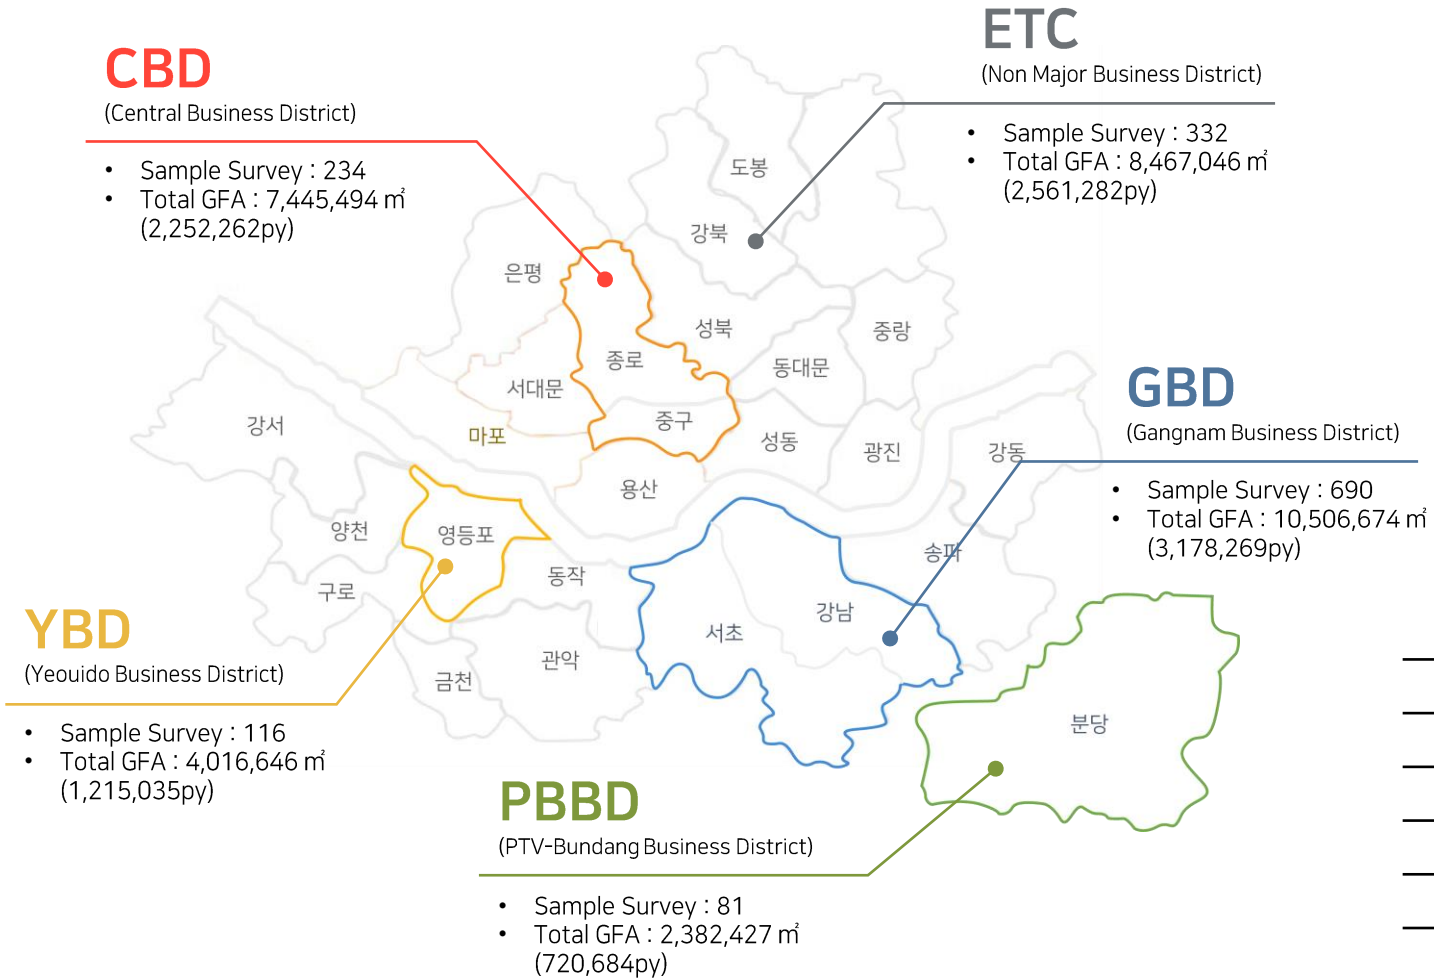 ETC
(Non Major Business District)
• Sample Survey : 332
• Total GFA : 8,467,046 ㎡
(2,561,282py)
CBD
(Central Business District)
• Sample Survey : 234
• Total GFA : 7,445,494 ㎡
(2,252,262py)
도봉
강북
은평
성북
중랑
종로
동대문
서대문
중구
강서
마포
성동
광진
강동
용산
양천
영등포
송파
동작
구로
강남
서초
관악
금천
분당
GBD
(Gangnam Business District)
• Sample Survey : 690
• Total GFA : 10,506,674 ㎡
(3,178,269py)
YBD
(Yeouido Business District)
• Sample Survey : 116
• Total GFA : 4,016,646 ㎡
(1,215,035py)
PBBD
(PTV-Bundang Business District)
• Sample Survey : 81
• Total GFA : 2,382,427 ㎡
(720,684py)